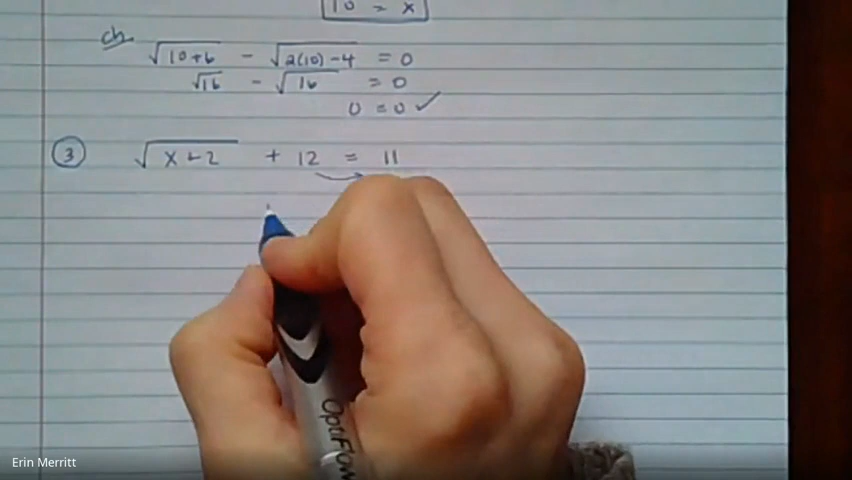 10 = x
ch
√10+6 - √2(10)-4 = 0
√16 - √16 = 0
0 = 0 ✓
3 √x+2 + 12 = 11
OptiFlow
Erin Merritt